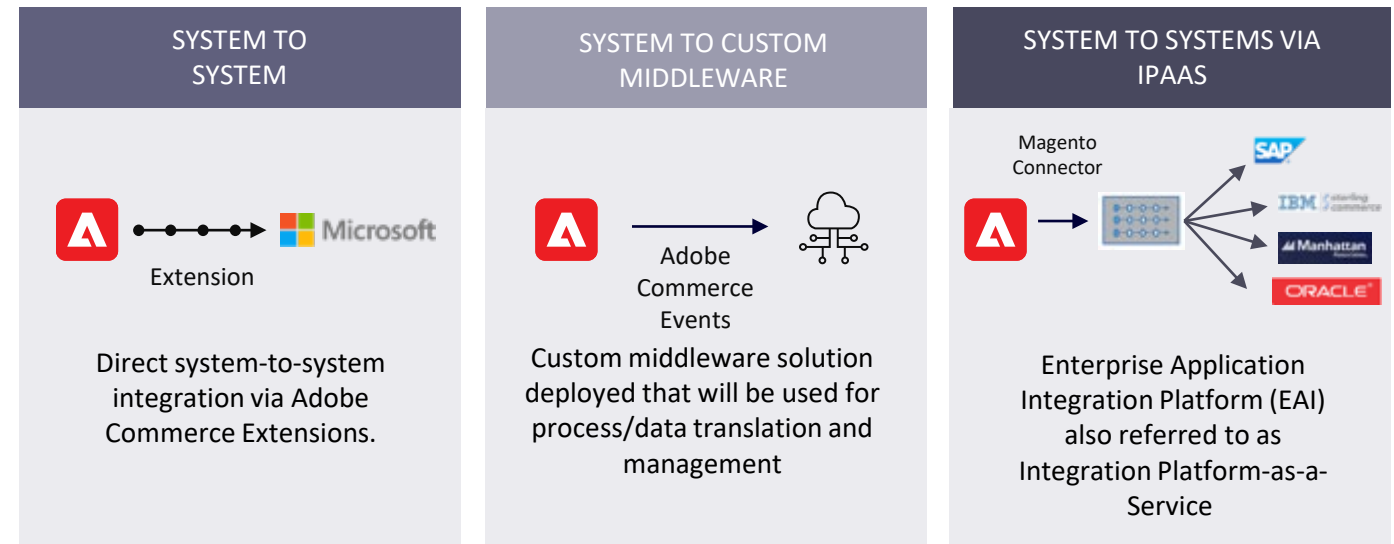 SYSTEM TO
SYSTEM
Microsoft
Extension
Direct system-to-system
integration via Adobe
Commerce Extensions.
SYSTEM TO CUSTOM
MIDDLEWARE
Adobe
Commerce
Events
Custom middleware solution
deployed that will be used for
process/data translation and
management
SYSTEM TO SYSTEMS VIA
IPAAS
Magento
Connector
SAP
IBM
sterling
commerce
Manhattan
Associates
ORACLE
Enterprise Application
Integration Platform (EAI)
also referred to as
Integration Platform-as-a-
Service